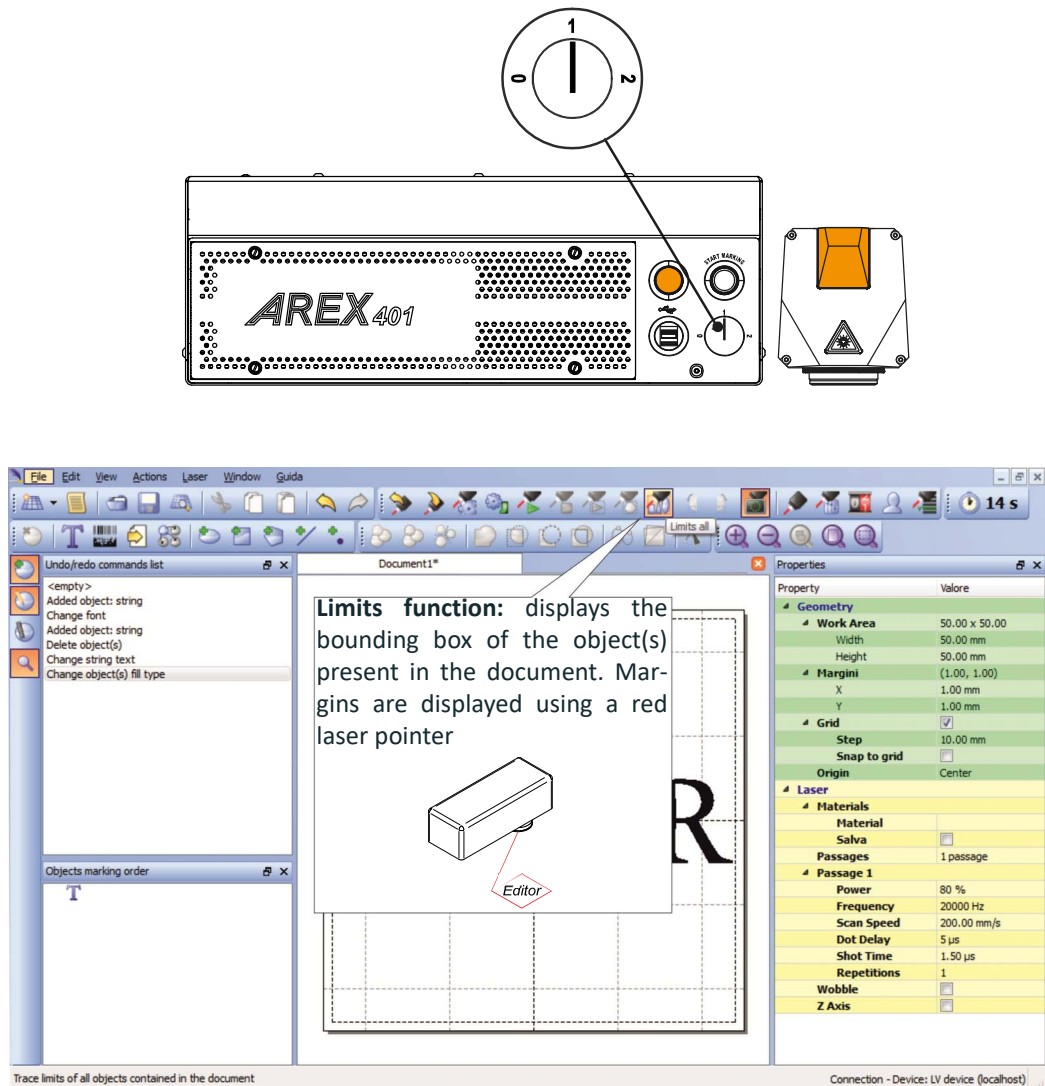 1
0
2
START MARKING
AREX 401
1
0
2
File Edit View Actions Laser Window Guida
14 s
Limits all
Undo/redo commands list
<empty>
Added object: string
Change font
Added object: string
Delete object(s)
Change string text
Change object(s) fill type
Objects marking order
T
Document1*
Limits function: displays the
bounding box of the object(s)
present in the document. Mar-
gins are displayed using a red
laser pointer
Editor
R
Properties
Property Valore
Geometry
Work Area 50.00 x 50.00
Width 50.00 mm
Height 50.00 mm
Margini (1.00, 1.00)
X 1.00 mm
Y 1.00 mm
Grid
Step 10.00 mm
Snap to grid
Origin Center
Laser
Materials
Material
Salva
Passages 1 passage
Passage 1
Power 80 %
Frequency 20000 Hz
Scan Speed 200.00 mm/s
Dot Delay 5 µs
Shot Time 1.50 µs
Repetitions 1
Wobble
Z Axis
Trace limits of all objects contained in the document
Connection - Device: LV device (localhost)